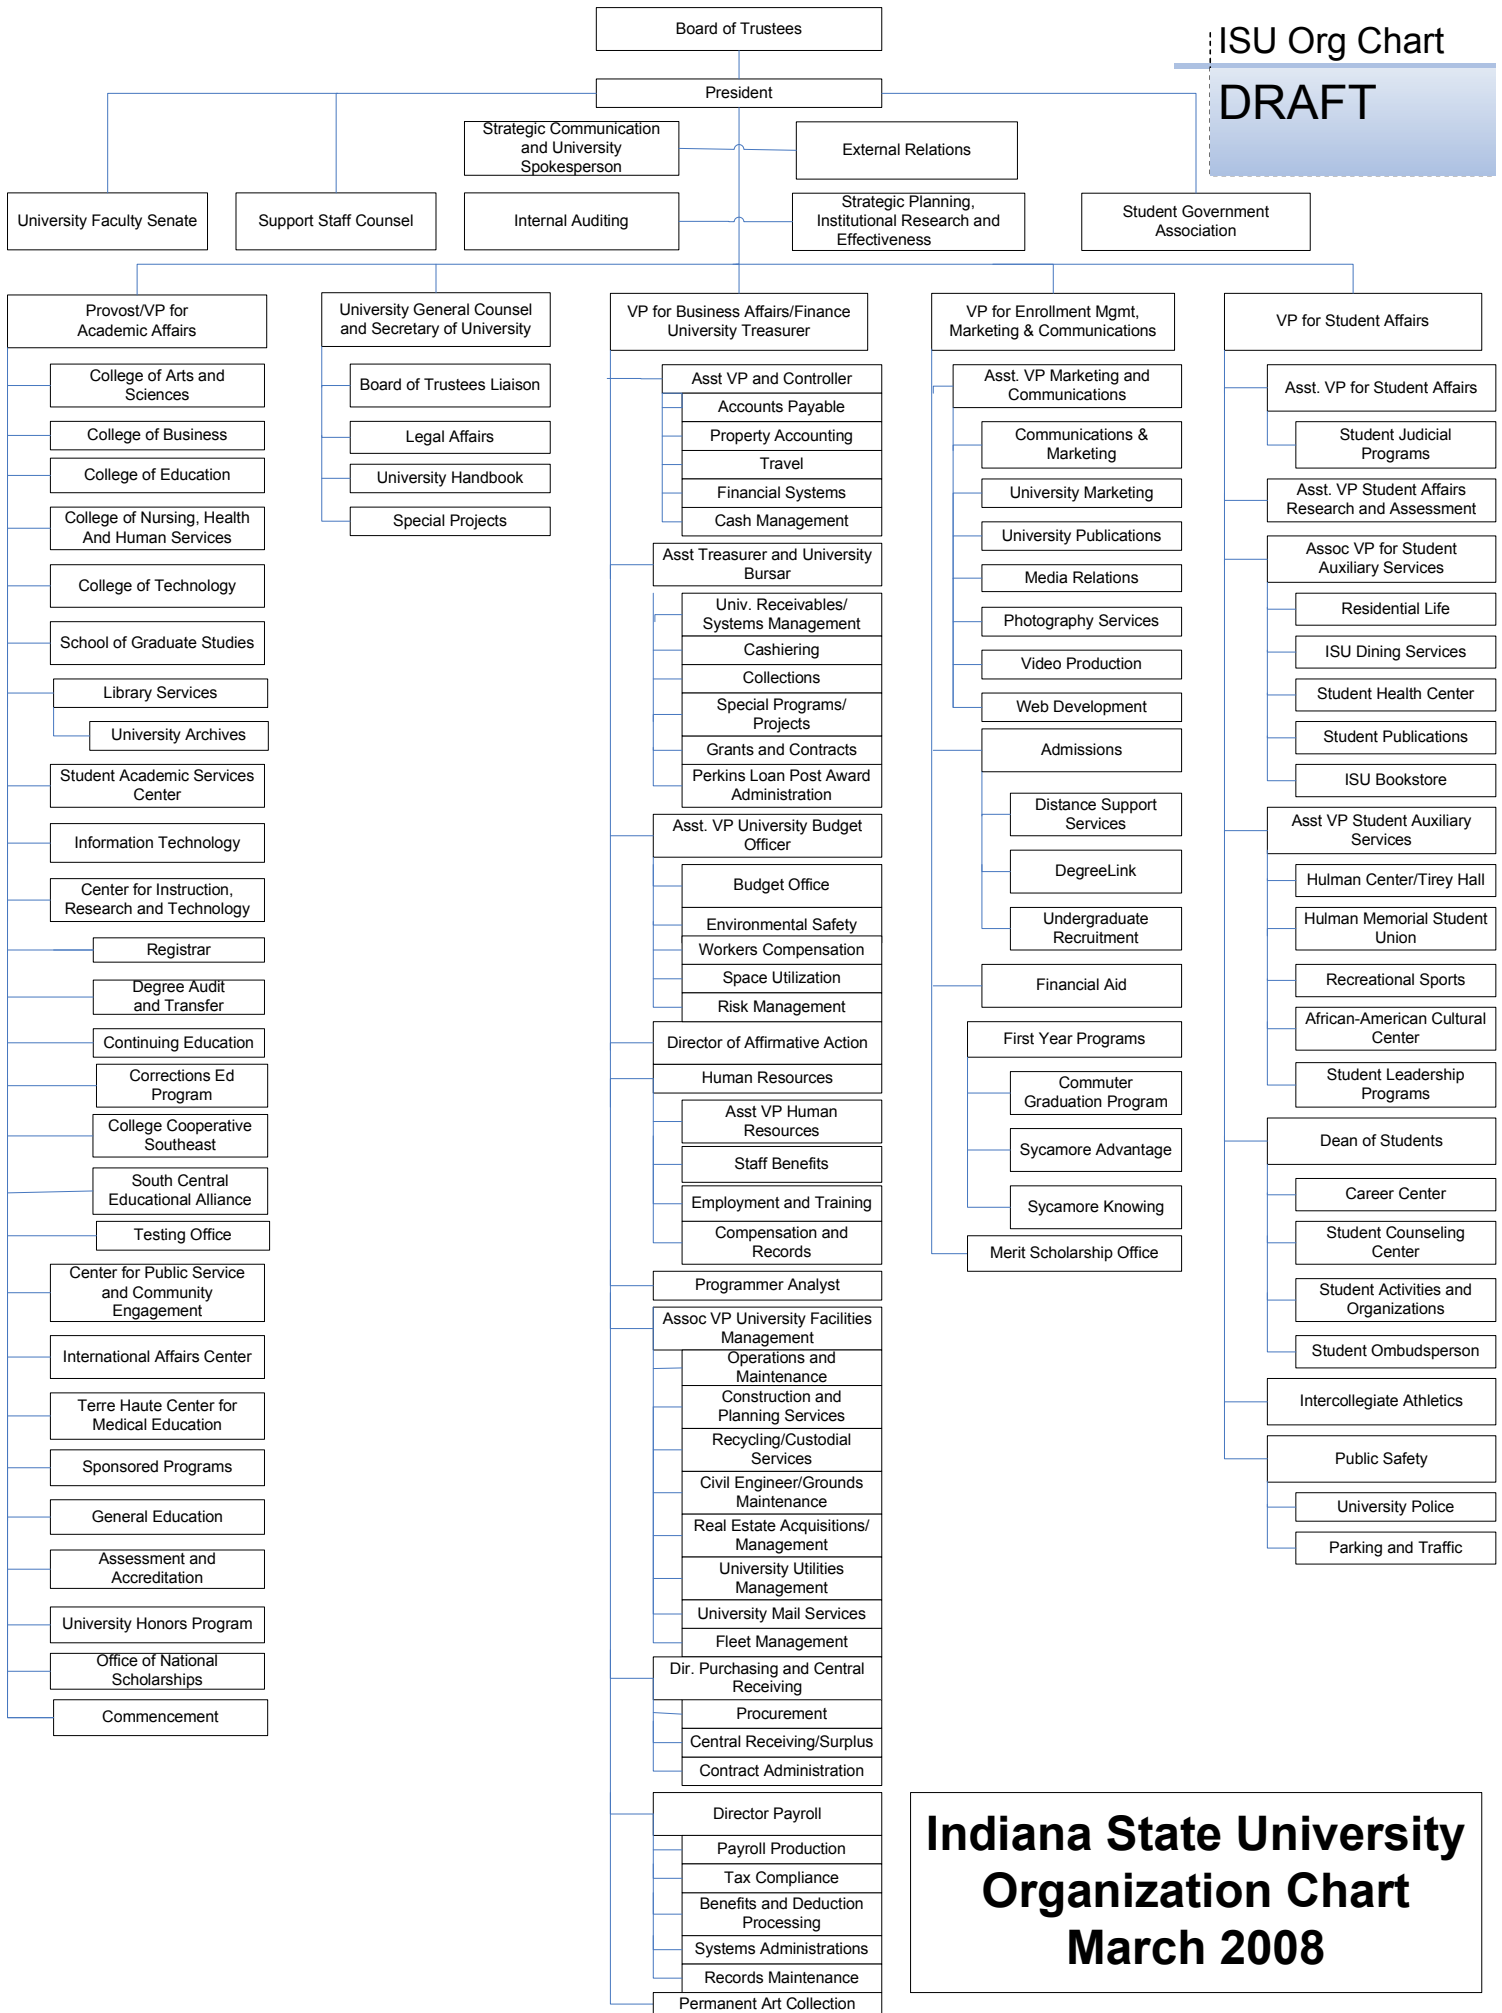 Board of Trustees
ISU Org Chart
DRAFT
President
Strategic Communication
and University
Spokesperson
External Relations
University Faculty Senate
Support Staff Counsel
Internal Auditing
Strategic Planning,
Institutional Research and
Effectiveness
Student Government
Association
Provost/VP for
Academic Affairs
College of Arts and
Sciences
College of Business
College of Education
College of Nursing, Health
And Human Services
College of Technology
School of Graduate Studies
Library Services
University Archives
Student Academic Services
Center
Information Technology
Center for Instruction,
Research and Technology
Registrar
Degree Audit
and Transfer
Continuing Education
Corrections Ed
Program
College Cooperative
Southeast
South Central
Educational Alliance
Testing Office
Center for Public Service
and Community
Engagement
International Affairs Center
Terre Haute Center for
Medical Education
Sponsored Programs
General Education
Assessment and
Accreditation
University Honors Program
Office of National
Scholarships
Commencement
University General Counsel
and Secretary of University
Board of Trustees Liaison
Legal Affairs
University Handbook
Special Projects
VP for Business Affairs/Finance
University Treasurer
Asst VP and Controller
Accounts Payable
Property Accounting
Travel
Financial Systems
Cash Management
Asst Treasurer and University
Bursar
Univ. Receivables/
Systems Management
Cashiering
Collections
Special Programs/
Projects
Grants and Contracts
Perkins Loan Post Award
Administration
Asst. VP University Budget
Officer
Budget Office
Environmental Safety
Workers Compensation
Space Utilization
Risk Management
Director of Affirmative Action
Human Resources
Asst VP Human
Resources
Staff Benefits
Employment and Training
Compensation and
Records
Programmer Analyst
Assoc VP University Facilities
Management
Operations and
Maintenance
Construction and
Planning Services
Recycling/Custodial
Services
Civil Engineer/Grounds
Maintenance
Real Estate Acquisitions/
Management
University Utilities
Management
University Mail Services
Fleet Management
Dir. Purchasing and Central
Receiving
Procurement
Central Receiving/Surplus
Contract Administration
Director Payroll
Payroll Production
Tax Compliance
Benefits and Deduction
Processing
Systems Administrations
Records Maintenance
Permanent Art Collection
VP for Enrollment Mgmt,
Marketing & Communications
Asst. VP Marketing and
Communications
Communications &
Marketing
University Marketing
University Publications
Media Relations
Photography Services
Video Production
Web Development
Admissions
Distance Support
Services
DegreeLink
Undergraduate
Recruitment
Financial Aid
First Year Programs
Commuter
Graduation Program
Sycamore Advantage
Sycamore Knowing
Merit Scholarship Office
VP for Student Affairs
Asst. VP for Student Affairs
Student Judicial
Programs
Asst. VP Student Affairs
Research and Assessment
Assoc VP for Student
Auxiliary Services
Residential Life
ISU Dining Services
Student Health Center
Student Publications
ISU Bookstore
Asst VP Student Auxiliary
Services
Hulman Center/Tirey Hall
Hulman Memorial Student
Union
Recreational Sports
African-American Cultural
Center
Student Leadership
Programs
Dean of Students
Career Center
Student Counseling
Center
Student Activities and
Organizations
Student Ombudsperson
Intercollegiate Athletics
Public Safety
University Police
Parking and Traffic
Indiana State University
Organization Chart
March 2008